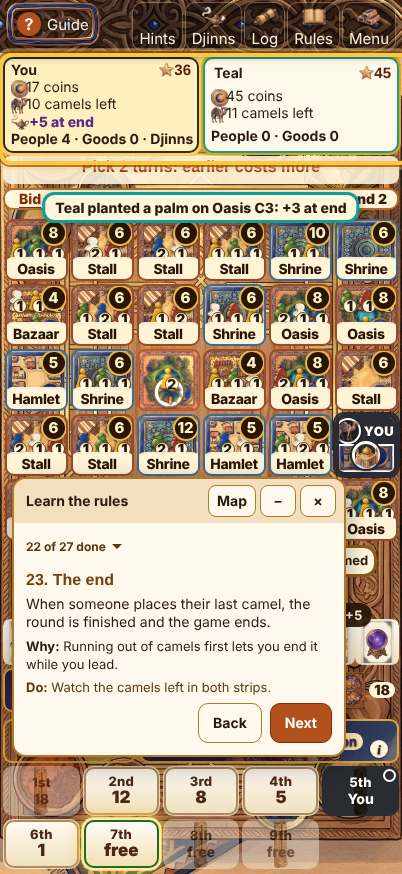 ? Guide
Hints Djinns Log Rules Menu
You 36
17 coins
10 camels left
+5 at end
People 4 · Goods 0 · Djinns
Teal 45
45 coins
11 camels left
People 0 · Goods 0
Pick 2 turns: earlier costs more
Bid
nd 2
Teal planted a palm on Oasis C3: +3 at end
8 6 6 6 10 6
Oasis Stall Stall Stall Shrine Shrine
4 6 6 6 8 8
Bazaar Stall Stall Shrine Oasis Oasis
5 6 2 4 8 6
Hamlet Shrine Bazaar Oasis Stall
6 6 12 5 5 YOU
Stall Stall Shrine Hamlet Hamlet
8
Oasis
Learn the rules Map – ×
22 of 27 done
23. The end
When someone places their last camel, the
round is finished and the game ends.
Why: Running out of camels first lets you end it
while you lead.
Do: Watch the camels left in both strips.
Back Next
med
+5
18
on i
1st 2nd 3rd 4th 5th
18 12 8 5 You
6th 7th 8th 9th
1 free free free